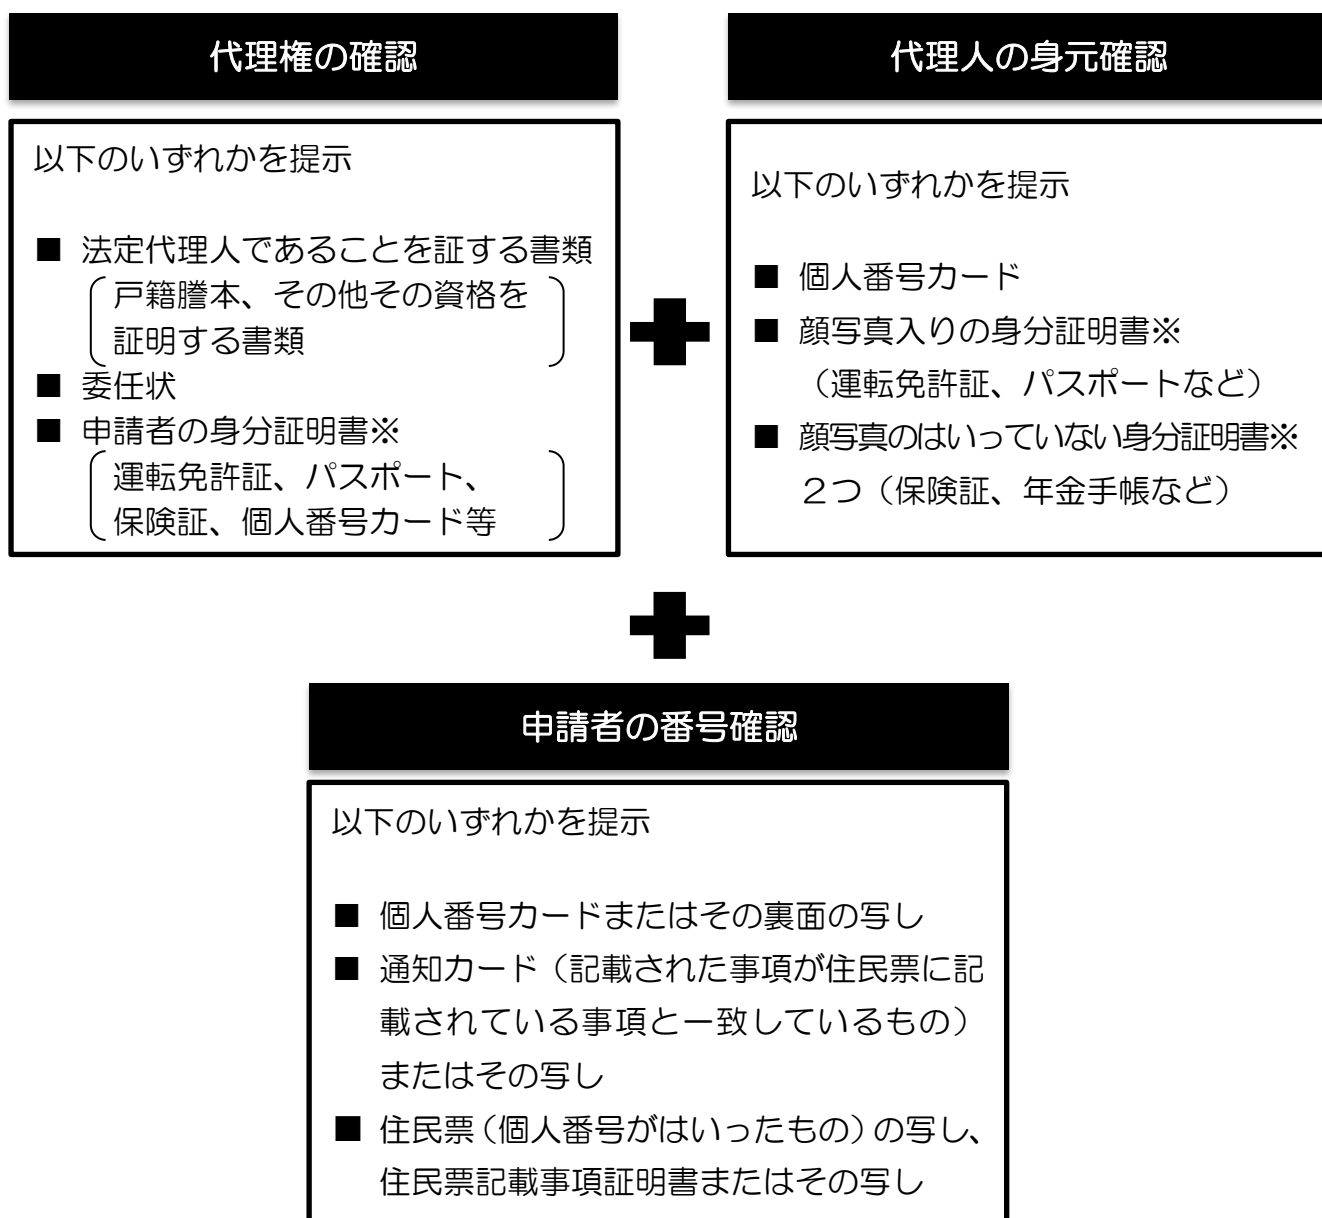 代理権の確認
以下のいずれかを提示
■ 法定代理人であることを証する書類
戸籍謄本、その他その資格を
証明する書類
■ 委任状
■ 申請者の身分証明書※
運転免許証、パスポート、
保険証、個人番号カード等
代理人の身元確認
以下のいずれかを提示
■ 個人番号カード
■ 顔写真入りの身分証明書※
（運転免許証、パスポートなど）
■ 顔写真のはいっていない身分証明書※
２つ（保険証、年金手帳など）
申請者の番号確認
以下のいずれかを提示
■ 個人番号カードまたはその裏面の写し
■ 通知カード（記載された事項が住民票に記
載されている事項と一致しているもの）
またはその写し
■ 住民票（個人番号がはいったもの）の写し、
住民票記載事項証明書またはその写し